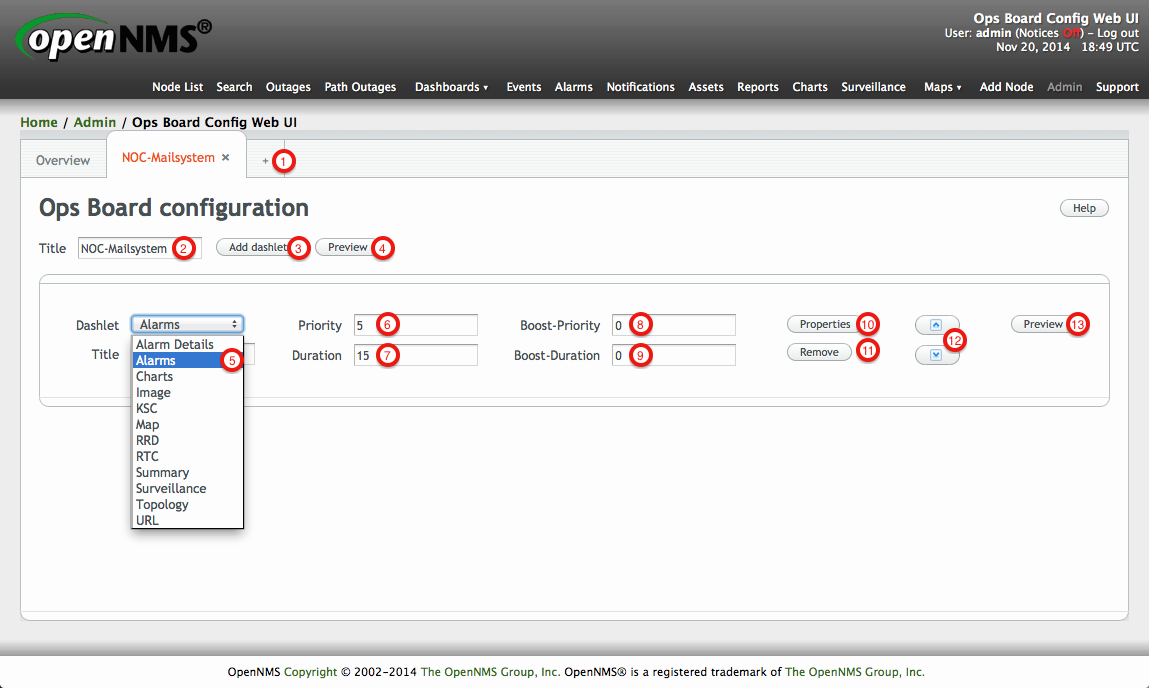 openNMS®
Ops Board Config Web UI
User: admin (Notices Off) – Log out
Nov 20, 2014 18:49 UTC
Node List Search Outages Path Outages Dashboards ▾ Events Alarms Notifications Assets Reports Charts Surveillance Maps ▾ Add Node Admin Support
Home / Admin / Ops Board Config Web UI
Overview NOC-Mailsystem × + 1
Ops Board configuration Help
Title NOC-Mailsystem 2 Add dashlet 3 Preview 4
Dashlet Alarms Priority 5 6 Boost-Priority 0 8 Properties 10 Preview 13
12
Title Duration 15 7 Boost-Duration 0 9 Remove 11
Alarm Details
Alarms 5
Charts
Image
KSC
Map
RRD
RTC
Summary
Surveillance
Topology
URL
OpenNMS Copyright © 2002-2014 The OpenNMS Group, Inc. OpenNMS® is a registered trademark of The OpenNMS Group, Inc.